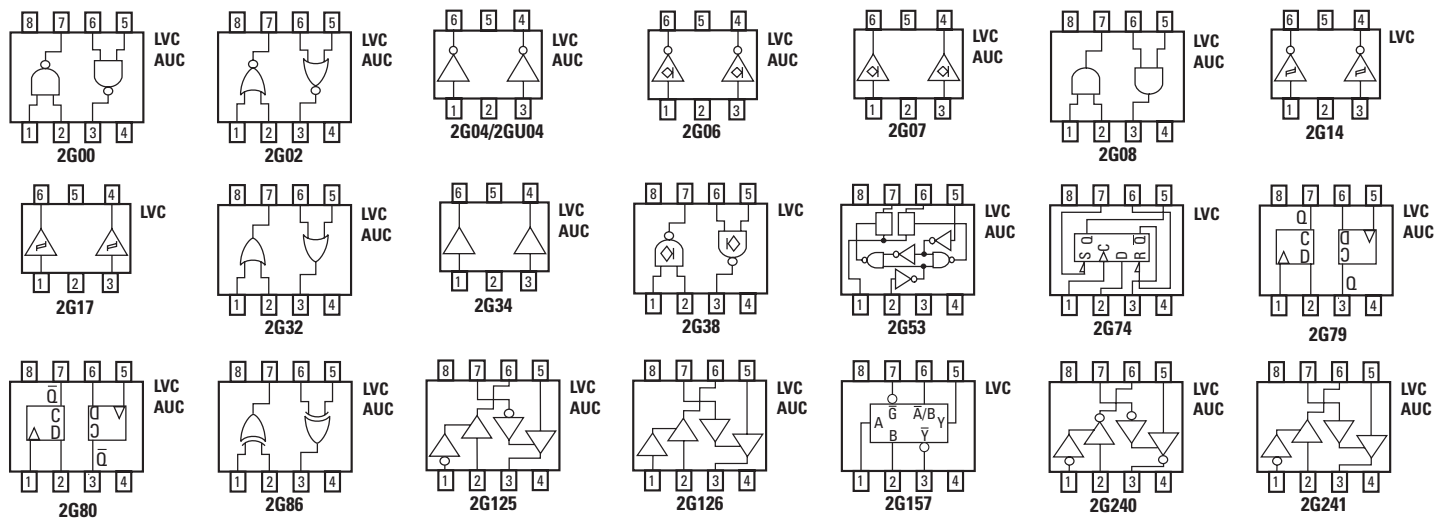 8 7 6 5 LVC
AUC
1 2 3 4
2G00
8 7 6 5 LVC
AUC
1 2 3 4
2G02
6 5 4 LVC
AUC
1 2 3
2G04/2GU04
6 5 4 LVC
AUC
1 2 3
2G06
6 5 4 LVC
AUC
1 2 3
2G07
8 7 6 5 LVC
AUC
1 2 3 4
2G08
6 5 4 LVC
1 2 3
2G14
6 5 4 LVC
1 2 3
2G17
8 7 6 5 LVC
AUC
1 2 3 4
2G32
6 5 4 LVC
AUC
1 2 3
2G34
8 7 6 5 LVC
1 2 3 4
2G38
8 7 6 5 LVC
AUC
1 2 3 4
2G53
8 7 6 5 LVC
S Q C D R Q̅
1 2 3 4
2G74
8 7 6 5 LVC
AUC
Q
C D
D C
Q
1 2 3 4
2G79
8 7 6 5 LVC
AUC
Q̅
C D
D C
Q̅
1 2 3 4
2G80
8 7 6 5 LVC
AUC
1 2 3 4
2G86
8 7 6 5 LVC
AUC
1 2 3 4
2G125
8 7 6 5 LVC
AUC
1 2 3 4
2G126
8 7 6 5 LVC
G̅ A̅/B
A Y
B Y̅
1 2 3 4
2G157
8 7 6 5 LVC
AUC
1 2 3 4
2G240
8 7 6 5 LVC
AUC
1 2 3 4
2G241